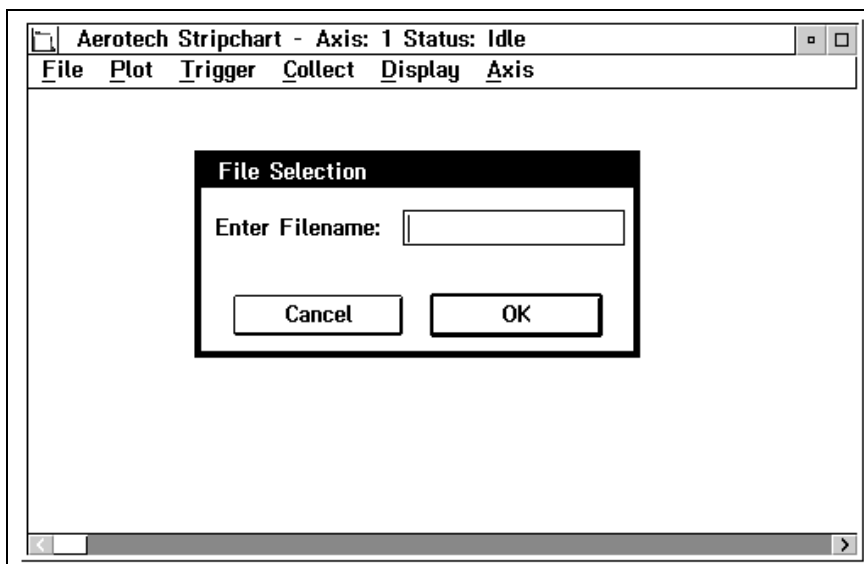 Aerotech Stripchart - Axis: 1 Status: Idle
File Plot Trigger Collect Display Axis
File Selection
Enter Filename:
Cancel OK